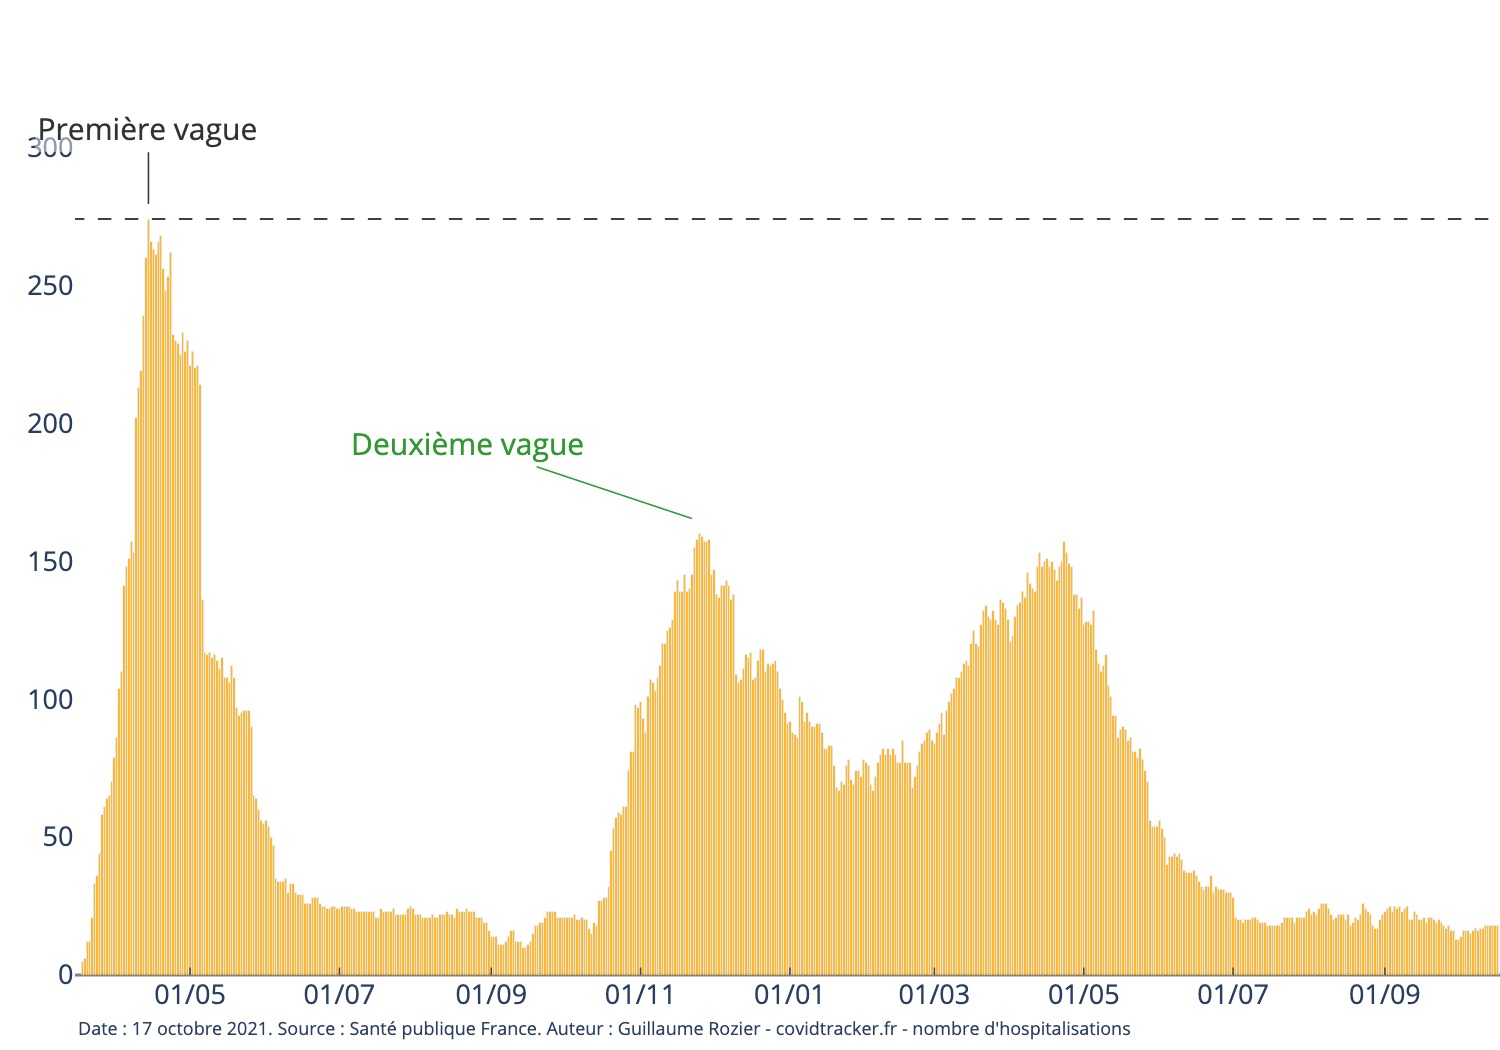 Première vague
300
250
200
Deuxième vague
150
100
50
0
01/05 01/07 01/09 01/11 01/01 01/03 01/05 01/07 01/09
Date : 17 octobre 2021. Source : Santé publique France. Auteur : Guillaume Rozier - covidtracker.fr - nombre d'hospitalisations